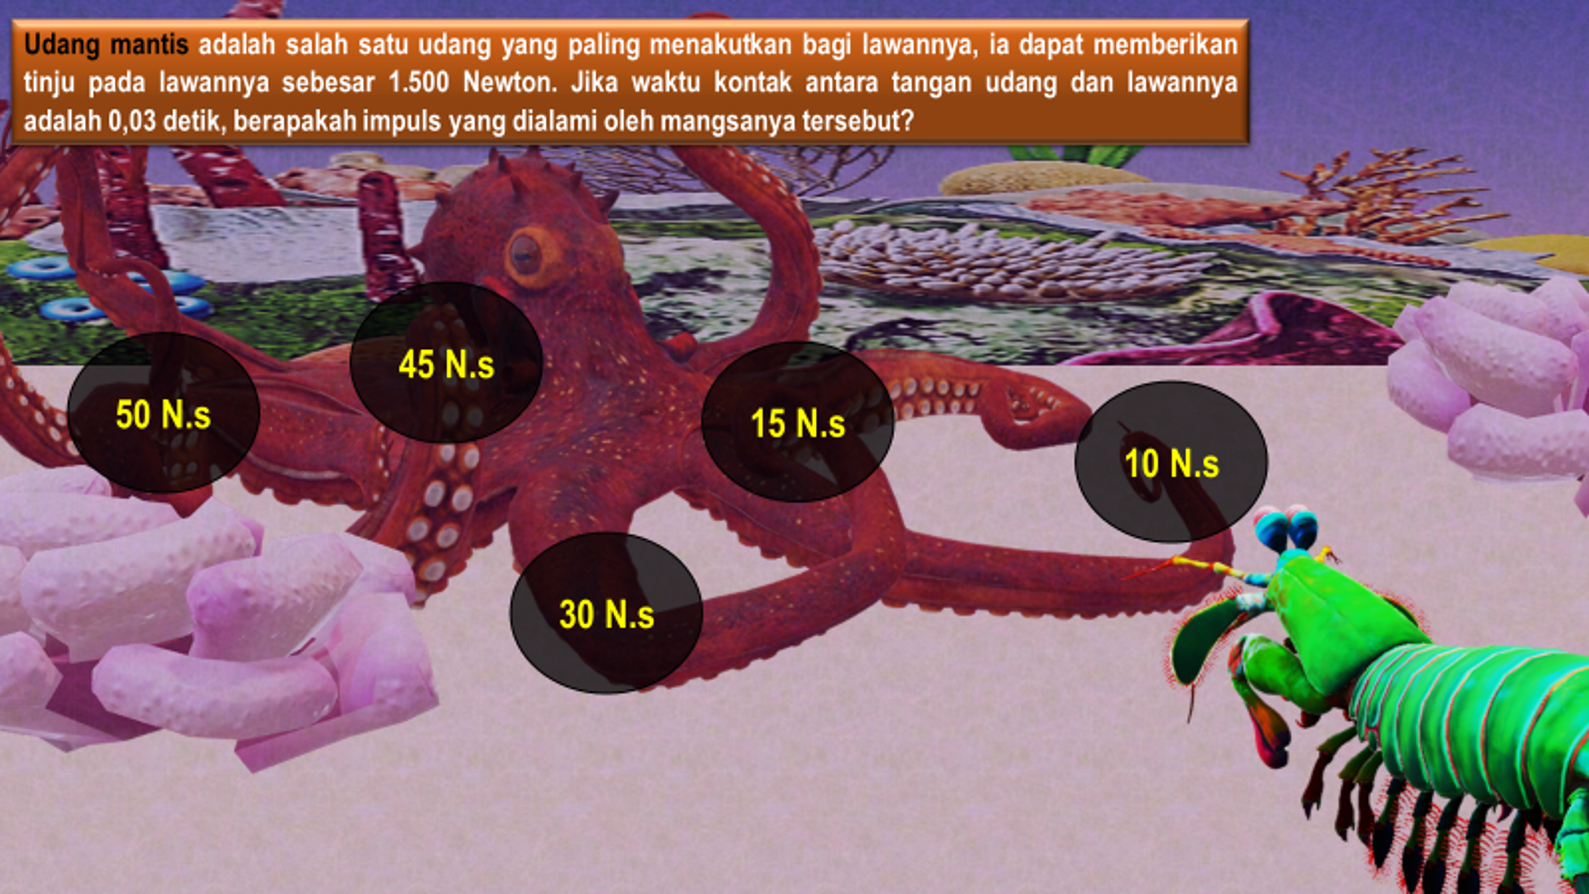 Udang mantis adalah salah satu udang yang paling menakutkan bagi lawannya, ia dapat memberikan
tinju pada lawannya sebesar 1.500 Newton. Jika waktu kontak antara tangan udang dan lawannya
adalah 0,03 detik, berapakah impuls yang dialami oleh mangsanya tersebut?
45 N.s
50 N.s
15 N.s
10 N.s
30 N.s